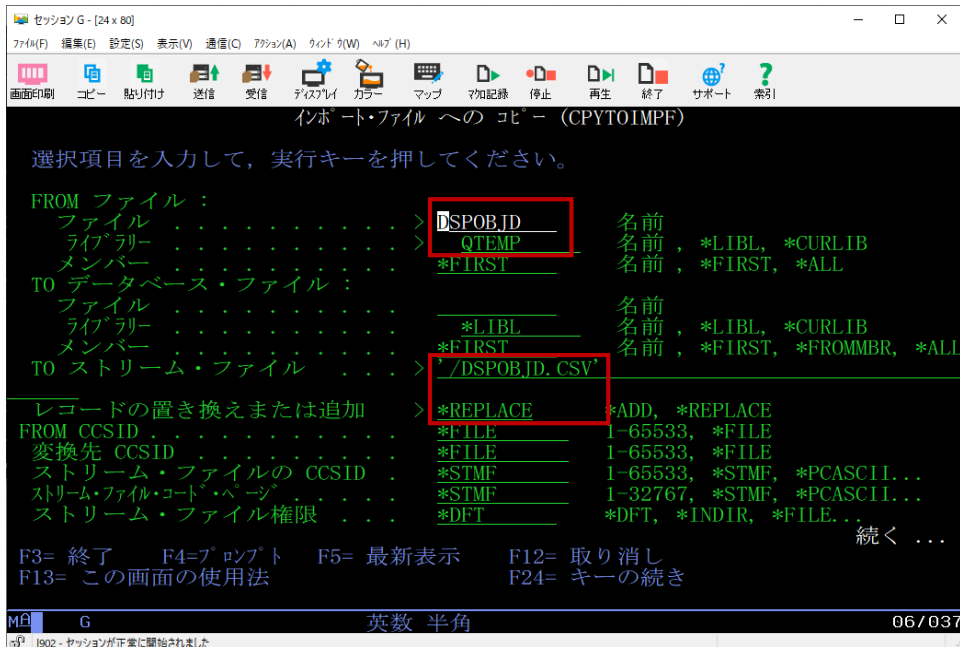 セッション G - [24 x 80]
ファイル(F) 編集(E) 設定(S) 表示(V) 通信(C) アクション(A) ウィンドウ(W) ヘルプ(H)
画面印刷 コピー 貼り付け 送信 受信 ディスプレイ カラー マップ マクロ記録 停止 再生 終了 サポート 索引
インポート・ファイル への コピー (CPYTOIMPF)
選択項目を入力して, 実行キーを押してください。
FROM ファイル :
ファイル . . . . . . . . . . . > DSPOBJD 名前
ライブラリー . . . . . . . . . . > QTEMP 名前 , *LIBL, *CURLIB
メンバー . . . . . . . . . . . *FIRST 名前 , *FIRST, *ALL
TO データベース・ファイル :
ファイル . . . . . . . . . . . 名前
ライブラリー . . . . . . . . . . *LIBL 名前 , *LIBL, *CURLIB
メンバー . . . . . . . . . . . *FIRST 名前 , *FIRST, *FROMMBR, *ALL
TO ストリーム・ファイル . . . > '/DSPOBJD.CSV'
レコードの置き換えまたは追加 > *REPLACE *ADD, *REPLACE
FROM CCSID . . . . . . . . . . . *FILE 1-65533, *FILE
変換先 CCSID . . . . . . . . . *FILE 1-65533, *FILE
ストリーム・ファイルの CCSID . *STMF 1-65533, *STMF, *PCASCII...
ストリーム・ファイル・コード・ページ . . . . . *STMF 1-32767, *STMF, *PCASCII...
ストリーム・ファイル権限 . . . *DFT *DFT, *INDIR, *FILE...
続く ...
F3= 終了 F4=プロンプト F5= 最新表示 F12= 取り消し
F13= この画面の使用法 F24= キーの続き
MA G 英数 半角 06/037
I902 - セッションが正常に開始されました